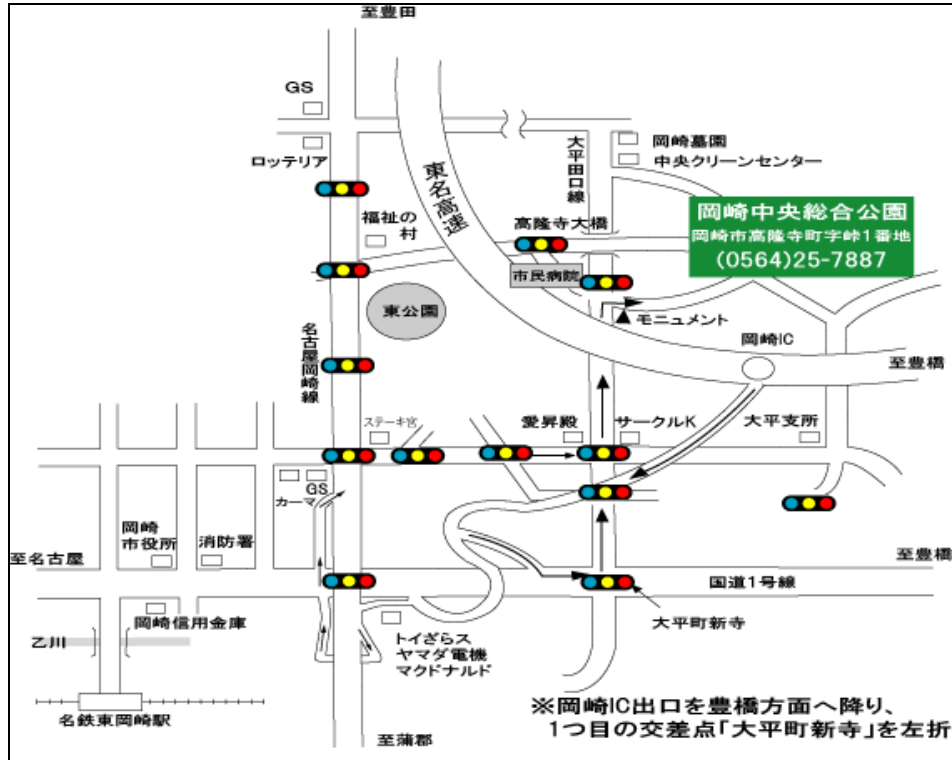 至豊田
GS
ロッテリア
東名高速
大平田口線
岡崎墓園
中央クリーンセンター
福祉の
村
高隆寺大橋
岡崎中央総合公園
岡崎市高隆寺町字峠1番地
(0564)25-7887
市民病院
東公園
モニュメント
名古屋岡崎線
岡崎IC
至豊橋
ステーキ宮
愛昇殿
サークルK
大平支所
GS
カーマ
岡崎
市役所
消防署
至名古屋
至豊橋
国道1号線
岡崎信用金庫
大平町新寺
乙川
トイざらス
ヤマダ電機
マクドナルド
名鉄東岡崎駅
至蒲郡
※岡崎IC出口を豊橋方面へ降り、
1つ目の交差点「大平町新寺」を左折